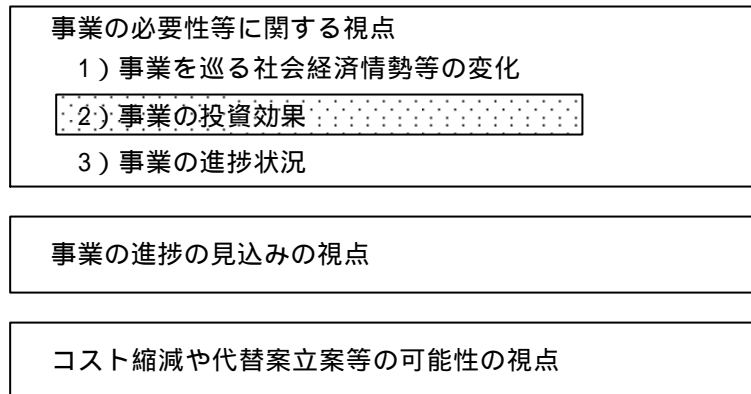 事業の必要性等に関する視点
1）事業を巡る社会経済情勢等の変化
2）事業の投資効果
3）事業の進捗状況
事業の進捗の見込みの視点
コスト縮減や代替案立案等の可能性の視点